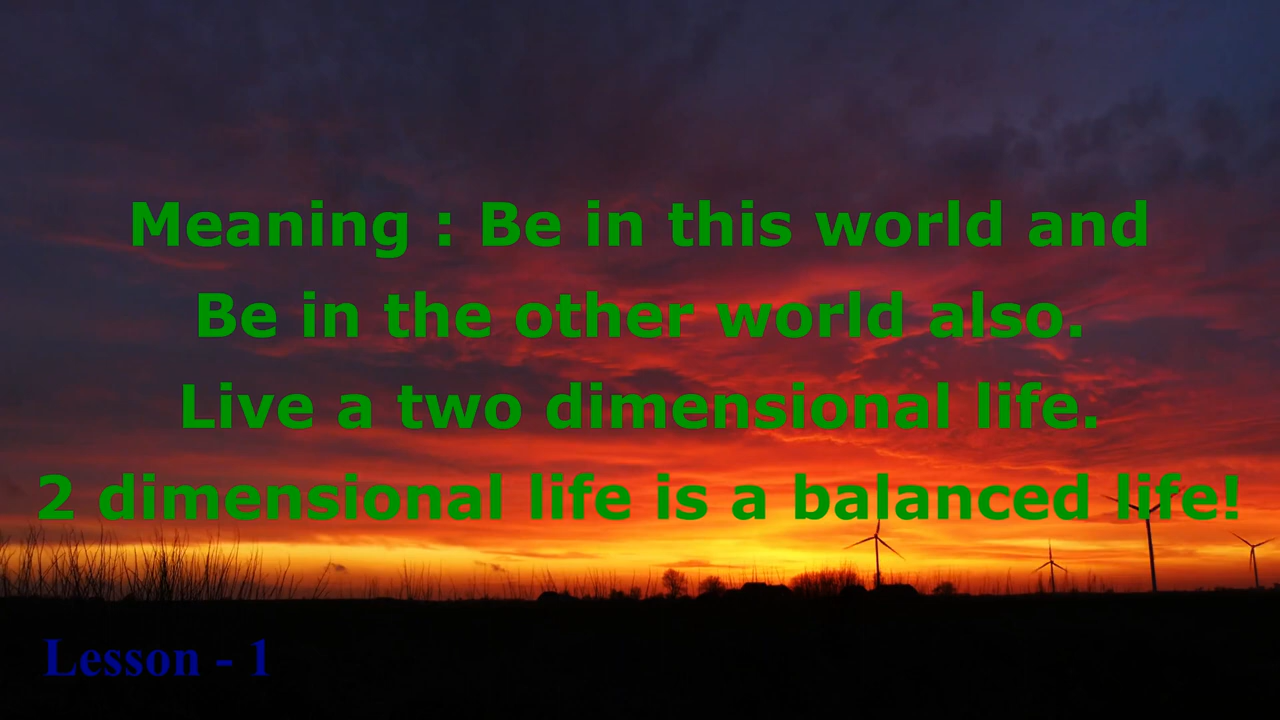 Meaning : Be in this world and
Be in the other world also.
Live a two dimensional life.
2 dimensional life is a balanced life!
Lesson - 1